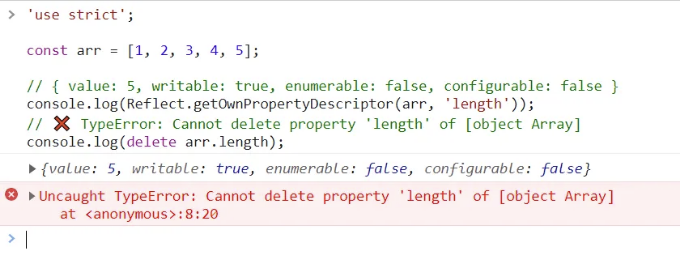 'use strict';
const arr = [1, 2, 3, 4, 5];
// { value: 5, writable: true, enumerable: false, configurable: false }
console.log(Reflect.getOwnPropertyDescriptor(arr, 'length'));
// ❌ TypeError: Cannot delete property 'length' of [object Array]
console.log(delete arr.length);
{value: 5, writable: true, enumerable: false, configurable: false}
Uncaught TypeError: Cannot delete property 'length' of [object Array]
at <anonymous>:8:20